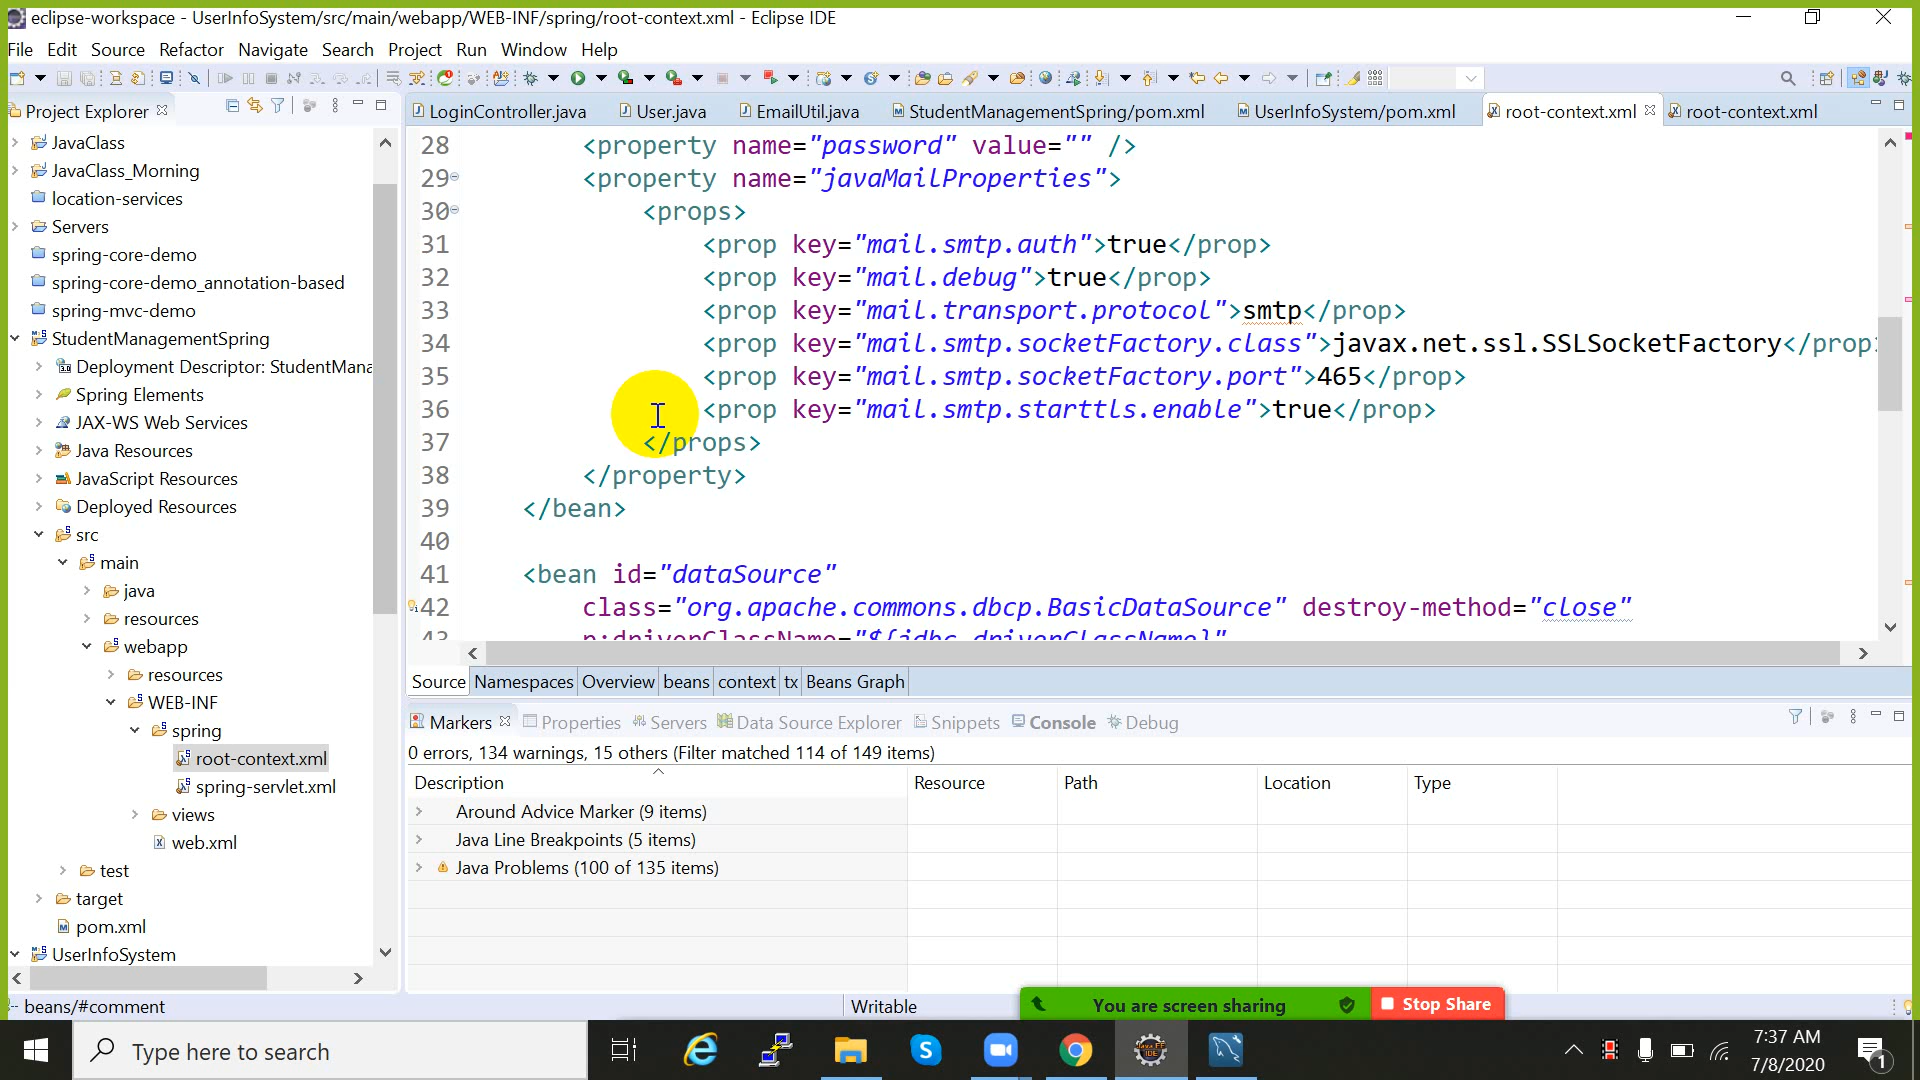 eclipse-workspace - UserInfoSystem/src/main/webapp/WEB-INF/spring/root-context.xml - Eclipse IDE
File Edit Source Refactor Navigate Search Project Run Window Help
Project Explorer
LoginController.java User.java EmailUtil.java StudentManagementSpring/pom.xml UserInfoSystem/pom.xml root-context.xml root-context.xml
JavaClass
JavaClass_Morning
location-services
Servers
spring-core-demo
spring-core-demo_annotation-based
spring-mvc-demo
StudentManagementSpring
Deployment Descriptor: StudentMana
Spring Elements
JAX-WS Web Services
Java Resources
JavaScript Resources
Deployed Resources
src
main
java
resources
webapp
resources
WEB-INF
spring
root-context.xml
spring-servlet.xml
views
web.xml
test
target
pom.xml
UserInfoSystem
28 <property name="password" value="" />
29 <property name="javaMailProperties">
30 <props>
31 <prop key="mail.smtp.auth">true</prop>
32 <prop key="mail.debug">true</prop>
33 <prop key="mail.transport.protocol">smtp</prop>
34 <prop key="mail.smtp.socketFactory.class">javax.net.ssl.SSLSocketFactory</prop>
35 <prop key="mail.smtp.socketFactory.port">465</prop>
36 <prop key="mail.smtp.starttls.enable">true</prop>
37 </props>
38 </property>
39 </bean>
40
41 <bean id="dataSource"
42 class="org.apache.commons.dbcp.BasicDataSource" destroy-method="close"
43 p:driverClassName="${jdbc.driverClassName}"
Source Namespaces Overview beans context tx Beans Graph
Markers Properties Servers Data Source Explorer Snippets Console Debug
0 errors, 134 warnings, 15 others (Filter matched 114 of 149 items)
Description Resource Path Location Type
Around Advice Marker (9 items)
Java Line Breakpoints (5 items)
Java Problems (100 of 135 items)
beans/#comment Writable
You are screen sharing Stop Share
Type here to search
7:37 AM
7/8/2020
1